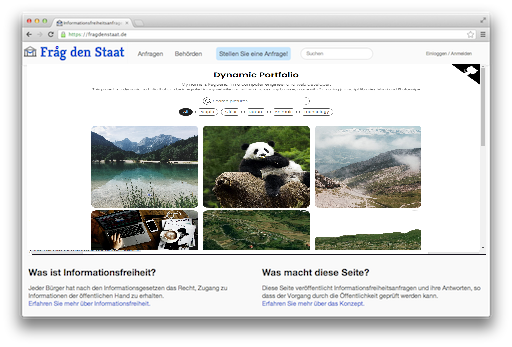 Informationsfreiheitsanfrag
https://fragdenstaat.de
Fråg den Staat
Anfragen
Behörden
Stellen Sie eine Anfrage!
Suchen
Einloggen / Anmelden
Dynamic Portfolio
All
Was ist Informationsfreiheit?
Jeder Bürger hat nach den Informationsgesetzen das Recht, Zugang zu
Informationen der öffentlichen Hand zu erhalten.
Erfahren Sie mehr über Informationsfreiheit.
Was macht diese Seite?
Diese Seite veröffentlicht Informationsfreiheitsanfragen und ihre Antworten, so
dass der Vorgang durch die Öffentlichkeit geprüft werden kann.
Erfahren Sie mehr über das Konzept.